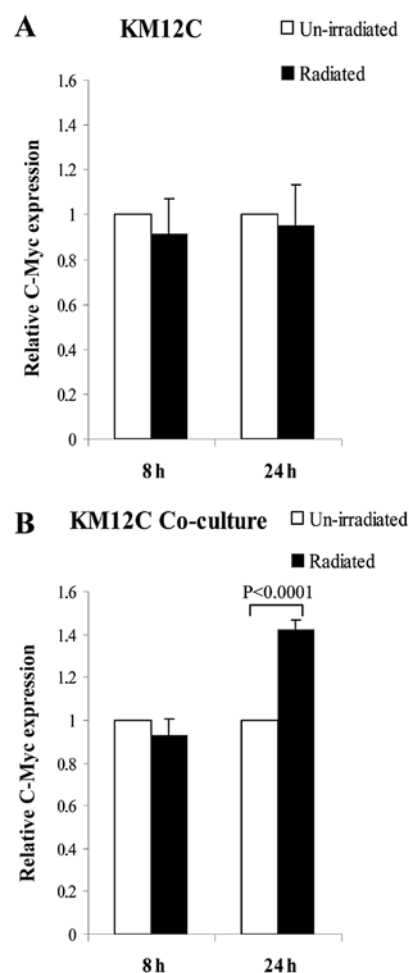 A
KM12C
Un-irradiated
Radiated
Relative C-Myc expression
1.6
1.4
1.2
1
0.8
0.6
0.4
0.2
0
8 h
24 h
B
KM12C Co-culture
Un-irradiated
Radiated
P<0.0001
Relative C-Myc expression
1.6
1.4
1.2
1
0.8
0.6
0.4
0.2
0
8 h
24 h